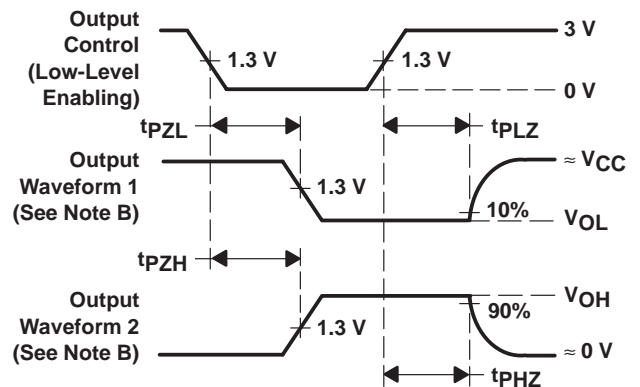 Output
Control
(Low-Level
Enabling)
1.3 V
1.3 V
3 V
0 V
tPZL
tPLZ
Output
Waveform 1
(See Note B)
1.3 V
≈ VCC
10%
VOL
tPZH
Output
Waveform 2
(See Note B)
1.3 V
VOH
90%
≈ 0 V
tPHZ